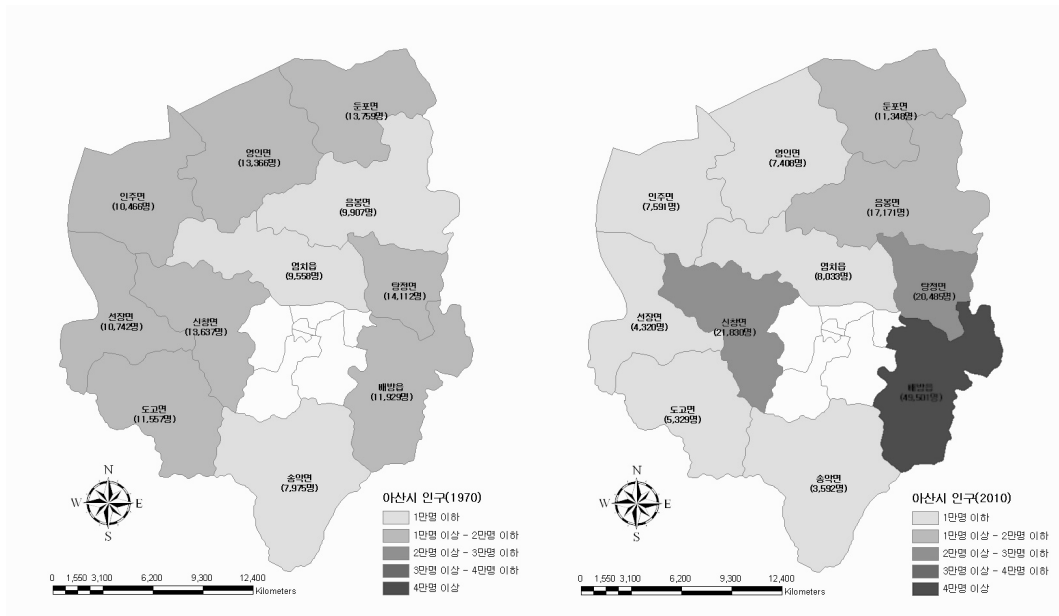 둔포면
(13,759명)
영인면
(13,366명)
인주면
(10,466명)
음봉면
(9,907명)
염치읍
(9,558명)
탕정면
(14,112명)
선장면
(10,742명)
신창면
(13,637명)
배방읍
(11,929명)
도고면
(11,557명)
송악면
(7,975명)
N
W
E
S
아산시 인구(1970)
1만명 이하
1만명 이상 - 2만명 이하
2만명 이상 - 3만명 이하
3만명 이상 - 4만명 이하
4만명 이상
0 1,550 3,100 6,200 9,300 12,400
Kilometers
둔포면
(11,348명)
영인면
(7,408명)
인주면
(7,591명)
음봉면
(17,171명)
염치읍
(8,033명)
탕정면
(20,485명)
선장면
(4,320명)
신창면
(21,830명)
배방읍
(49,501명)
도고면
(5,329명)
송악면
(3,592명)
N
W
E
S
아산시 인구(2010)
1만명 이하
1만명 이상 - 2만명 이하
2만명 이상 - 3만명 이하
3만명 이상 - 4만명 이하
4만명 이상
0 1,550 3,100 6,200 9,300 12,400
Kilometers